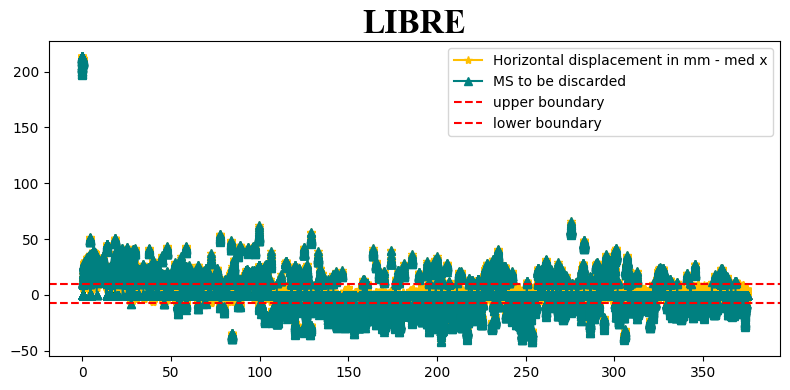 LIBRE
Horizontal displacement in mm - med x
MS to be discarded
upper boundary
lower boundary
200
150
100
50
0
−50
0 50 100 150 200 250 300 350